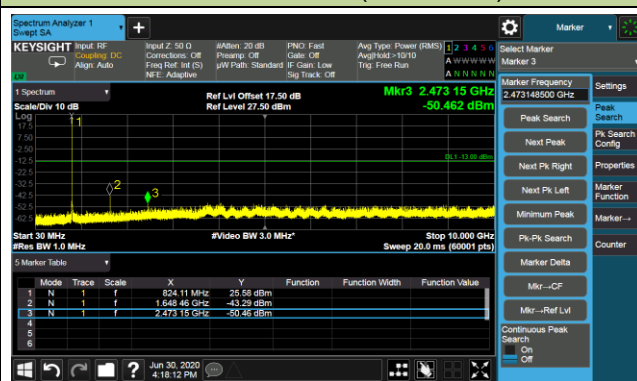 Spectrum Analyzer 1
Swept SA
+
Marker
KEYSIGHT
Input: RF
Coupling: DC
Align: Auto
Input Z: 50 Ω
Corrections: Off
Freq Ref: Int (S)
NFE: Adaptive
#Atten: 20 dB
Preamp: Off
µW Path: Standard
PNO: Fast
Gate: Off
IF Gain: Low
Sig Track: Off
Avg Type: Power (RMS)
Avg|Hold:>10/10
Trig: Free Run
1 2 3 4 5 6
A W W W W W
A N N N N N
LW
Select Marker
Marker 3
1 Spectrum
Scale/Div 10 dB
Ref Lvl Offset 17.50 dB
Ref Level 27.50 dBm
Mkr3 2.473 15 GHz
-50.462 dBm
Log
17.5
7.50
-2.50
-12.5
-22.5
-32.5
-42.5
-52.5
-62.5
1
2
3
DL1 -13.00 dBm
Start 30 MHz
#Res BW 1.0 MHz
#Video BW 3.0 MHz*
Stop 10.000 GHz
Sweep 20.0 ms (60001 pts)
5 Marker Table
Mode Trace Scale X Y Function Function Width Function Value
1 N 1 f 824.11 MHz 25.56 dBm
2 N 1 f 1.648 46 GHz -43.29 dBm
3 N 1 f 2.473 15 GHz -50.46 dBm
4
5
6
Jun 30, 2020
4:18:12 PM
Marker Frequency
2.473148500 GHz
Peak Search
Next Peak
Next Pk Right
Next Pk Left
Minimum Peak
Pk-Pk Search
Marker Delta
Mkr→CF
Mkr→Ref Lvl
Continuous Peak
Search
On
Off
Settings
Peak
Search
Pk Search
Config
Properties
Marker
Function
Marker→
Counter